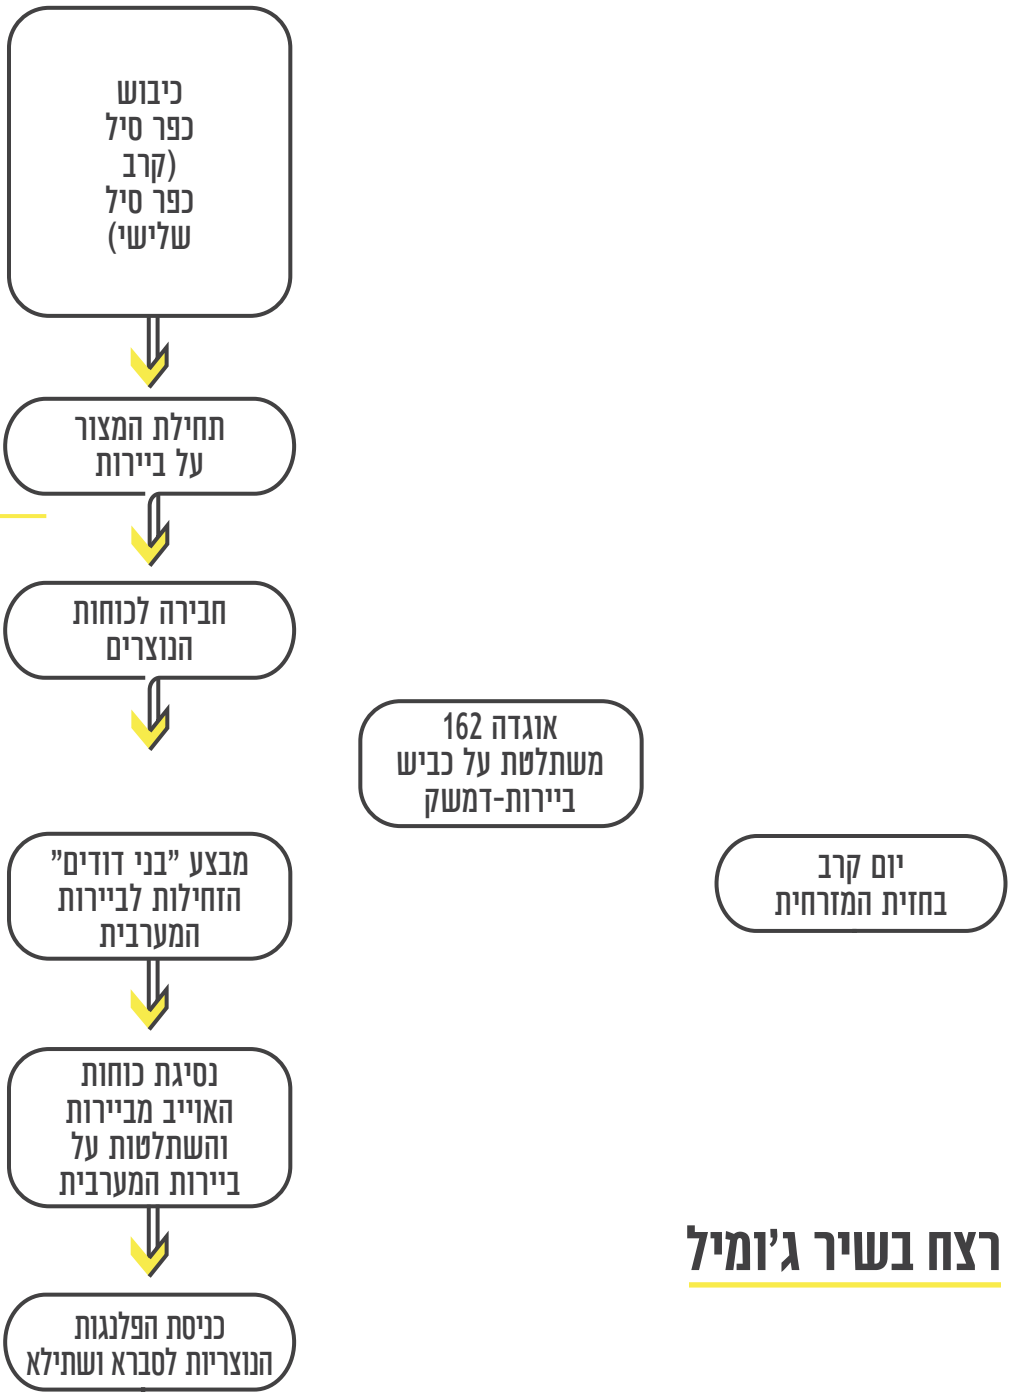 כיבוש
כפר סיל
(קרב
כפר סיל
שלישי)
תחילת המצור
על ביירות
חבירה לכוחות
הנוצרים
אוגדה 162
משתלטת על כביש
ביירות-דמשק
יום קרב
בחזית המזרחית
מבצע "בני דודים"
הזחילות לביירות
המערבית
נסיגת כוחות
האוייב מביירות
והשתלטות על
ביירות המערבית
רצח בשיר ג'ומיל
כניסת הפלנגות
הנוצריות לסברא ושתילא